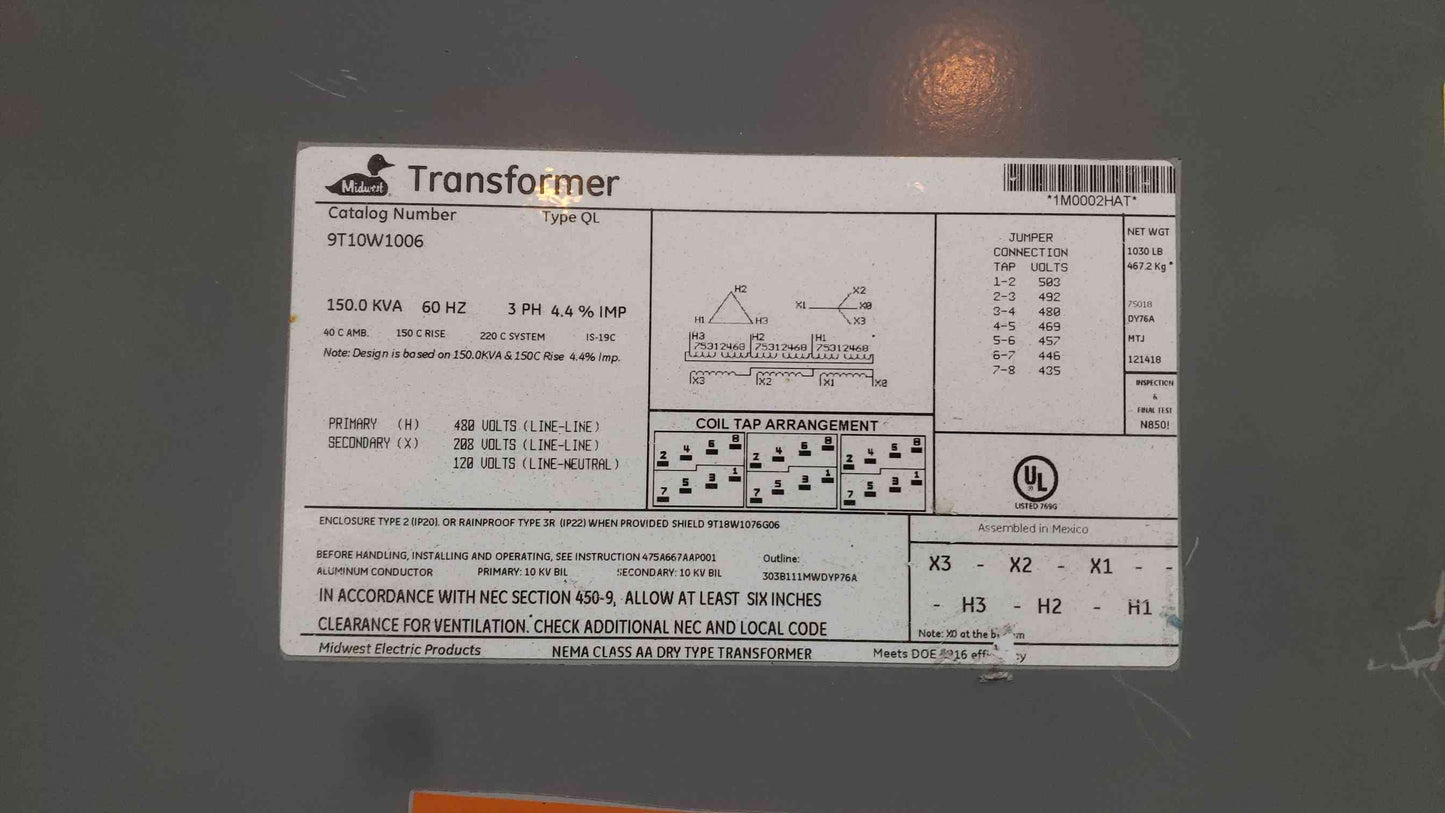 Midwest Transformer
*1M0002HAT*
Catalog Number Type QL
9T10W1006
150.0 KVA 60 HZ 3 PH 4.4 % IMP
40 C AMB. 150 C RISE 220 C SYSTEM IS-19C
Note: Design is based on 150.0KVA & 150C Rise 4.4% Imp.
PRIMARY (H) 480 VOLTS (LINE-LINE)
SECONDARY (X) 208 VOLTS (LINE-LINE)
120 VOLTS (LINE-NEUTRAL)
H2
H1 H3
X2
X1 X0
X3
H3 H2 H1
75312468 75312468 75312468
X3 X2 X1 X0
COIL TAP ARRANGEMENT
2 4 6 8 2 4 6 8 2 4 5 8
7 5 3 1 7 5 3 1 7 5 3 1
JUMPER
CONNECTION
TAP VOLTS
1-2 503
2-3 492
3-4 480
4-5 469
5-6 457
6-7 446
7-8 435
NET WGT
1030 LB
467.2 Kg
75018
DY76A
MTJ
121418
INSPECTION
&
FINAL TEST
N850!
UL
LISTED 769G
ENCLOSURE TYPE 2 (IP20). OR RAINPROOF TYPE 3R (IP22) WHEN PROVIDED SHIELD 9T18W1076G06
BEFORE HANDLING, INSTALLING AND OPERATING, SEE INSTRUCTION 475A667AAP001 Outline:
ALUMINUM CONDUCTOR PRIMARY: 10 KV BIL SECONDARY: 10 KV BIL 303B111MWDYP76A
IN ACCORDANCE WITH NEC SECTION 450-9, ALLOW AT LEAST SIX INCHES
CLEARANCE FOR VENTILATION. CHECK ADDITIONAL NEC AND LOCAL CODE
Assembled in Mexico
X3 - X2 - X1 - -
- H3 - H2 - H1
Note: X0 at the
Midwest Electric Products NEMA CLASS AA DRY TYPE TRANSFORMER Meets DOE